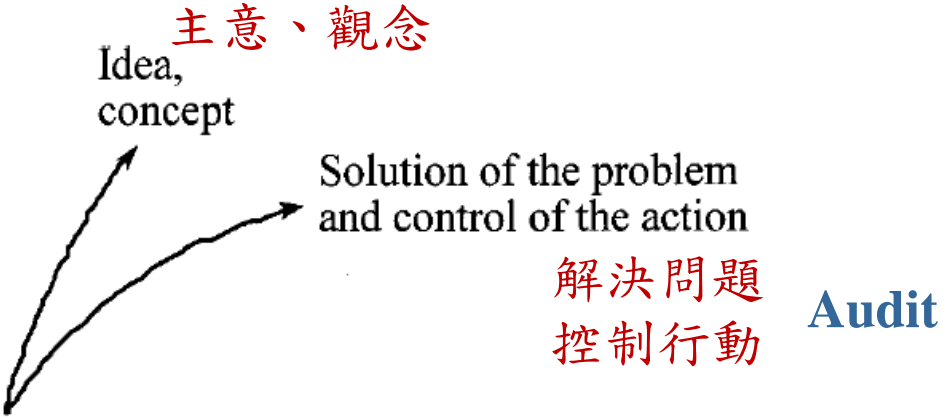 主意、觀念
Idea,
concept
Solution of the problem
and control of the action
解決問題
控制行動
Audit